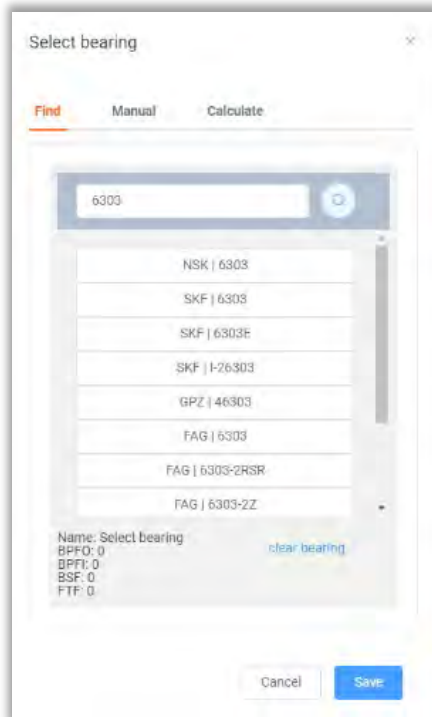 Select bearing ×
Find Manual Calculate
6303
NSK | 6303
SKF | 6303
SKF | 6303E
SKF | I-26303
GPZ | 46303
FAG | 6303
FAG | 6303-2RSR
FAG | 6303-2Z
Name: Select bearing
BPFO: 0 clear bearing
BPFI: 0
BSF: 0
FTF: 0
Cancel Save